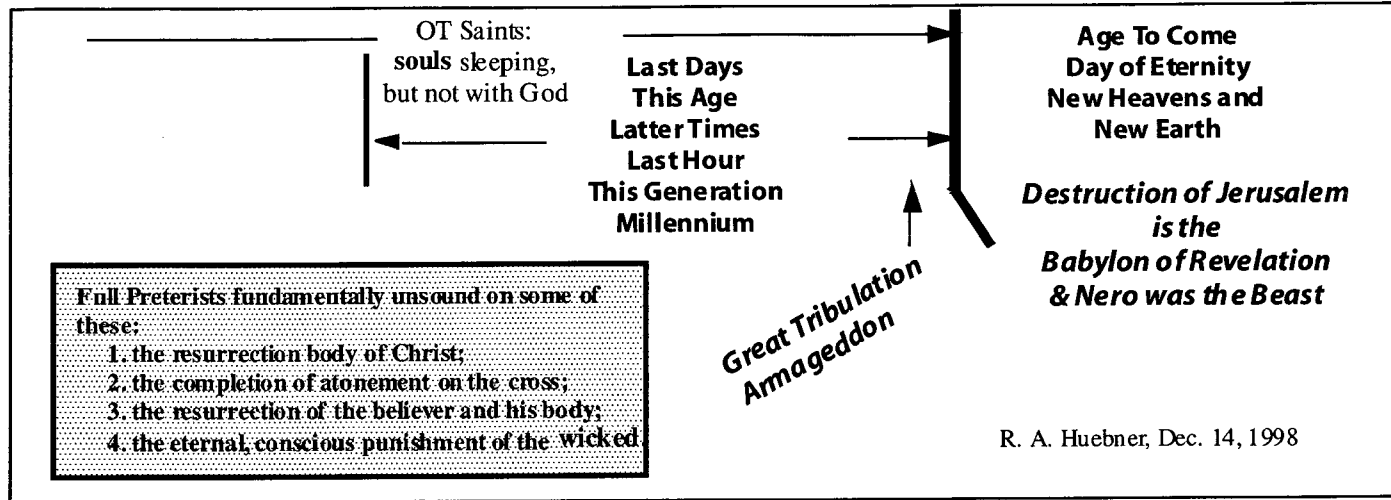 OT Saints:
souls sleeping,
but not with God
Last Days
This Age
Latter Times
Last Hour
This Generation
Millennium
Age To Come
Day of Eternity
New Heavens and
New Earth
Destruction of Jerusalem
is the
Babylon of Revelation
& Nero was the Beast
Great Tribulation
Armageddon
Full Preterists fundamentally unsound on some of
these:
1. the resurrection body of Christ;
2. the completion of atonement on the cross;
3. the resurrection of the believer and his body;
4. the eternal, conscious punishment of the wicked.
R. A. Huebner, Dec. 14, 1998